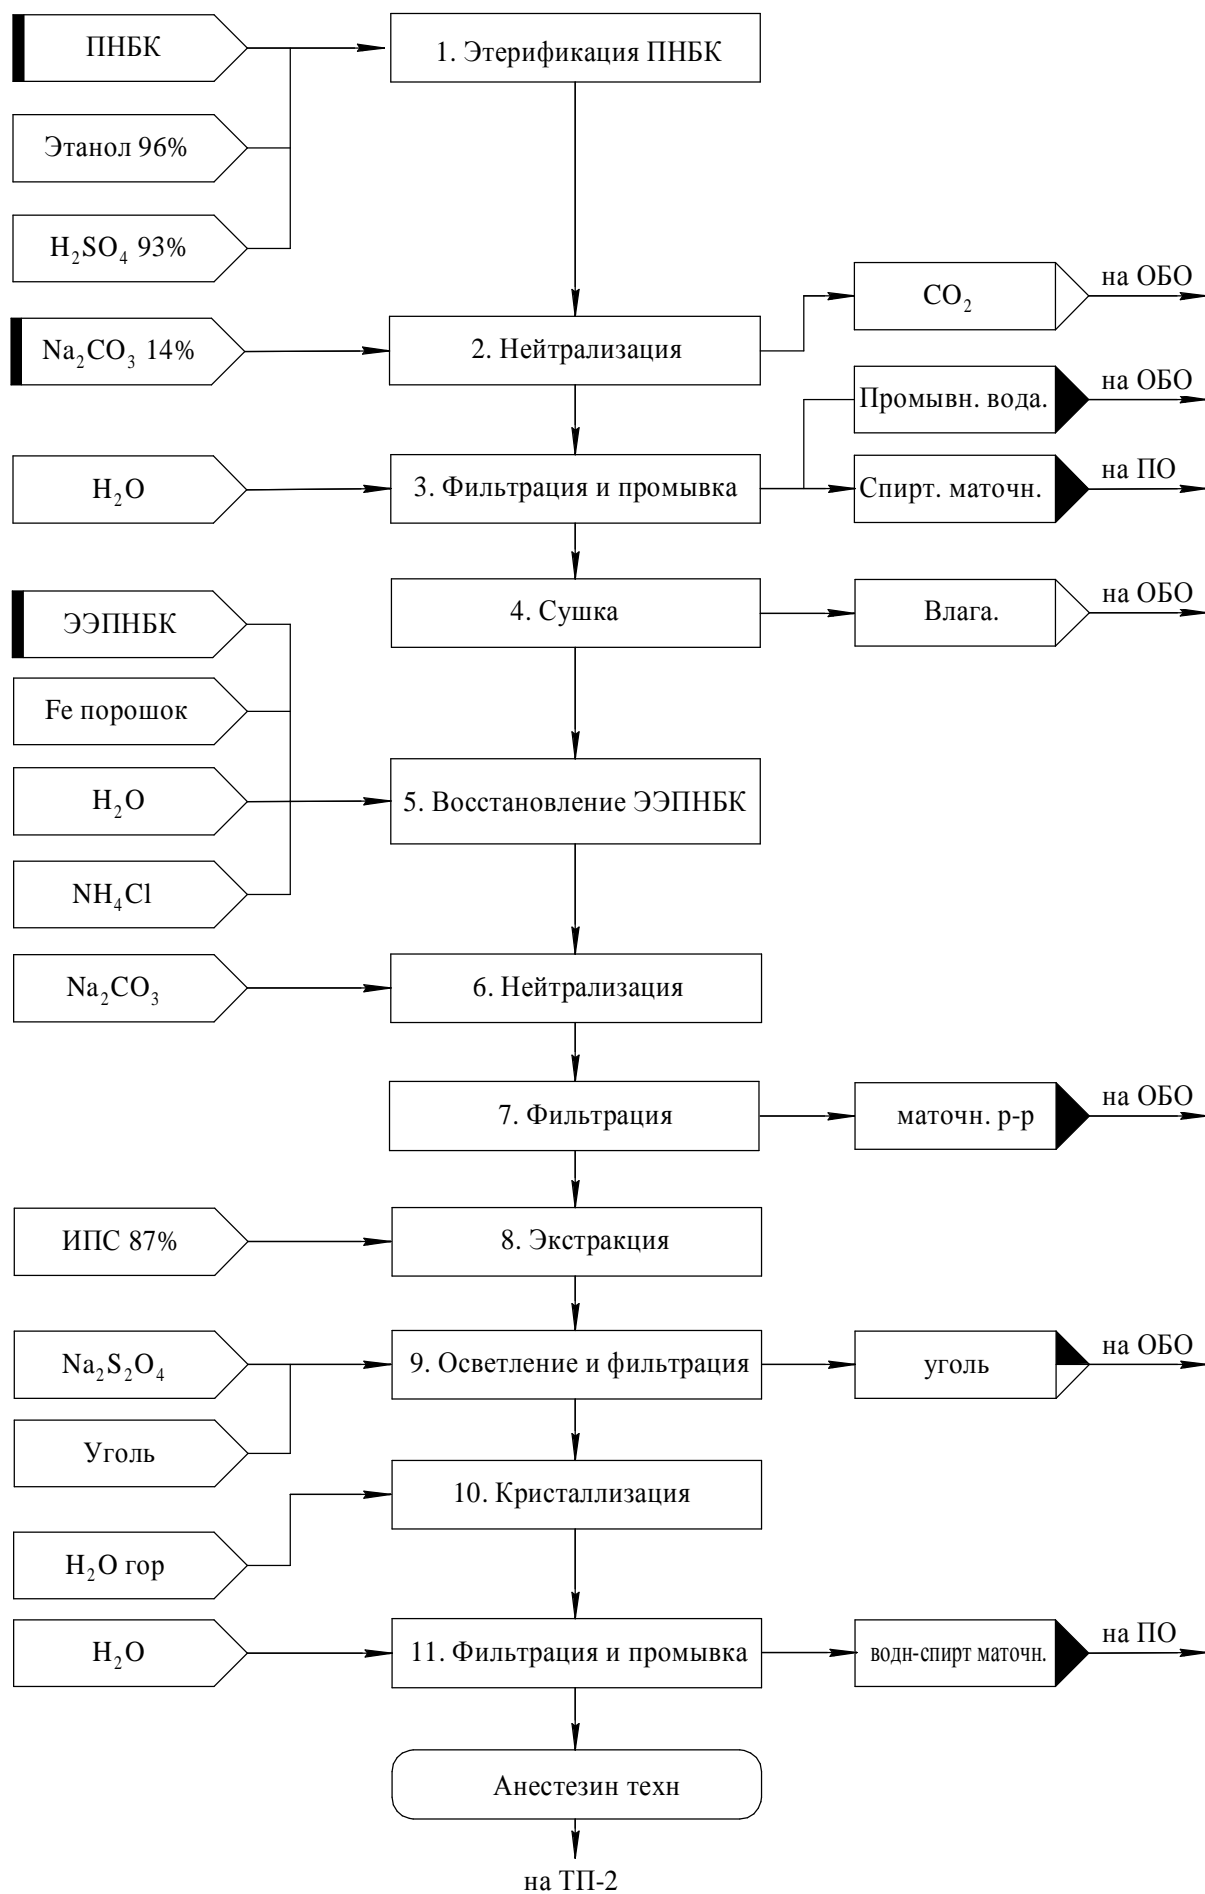 ПНБК
1. Этерификация ПНБК
Этанол 96%
H₂SO₄ 93%
CO₂
на ОБО
Na₂CO₃ 14%
2. Нейтрализация
Промывн. вода.
на ОБО
H₂O
3. Фильтрация и промывка
Спирт. маточн.
на ПО
ЭЭПНБК
4. Сушка
Влага.
на ОБО
Fe порошок
H₂O
5. Восстановление ЭЭПНБК
NH₄Cl
Na₂CO₃
6. Нейтрализация
7. Фильтрация
маточн. р-р
на ОБО
ИПС 87%
8. Экстракция
Na₂S₂O₄
9. Осветление и фильтрация
уголь
на ОБО
Уголь
10. Кристаллизация
H₂O гор
H₂O
11. Фильтрация и промывка
водн-спирт маточн.
на ПО
Анестезин техн
на ТП-2